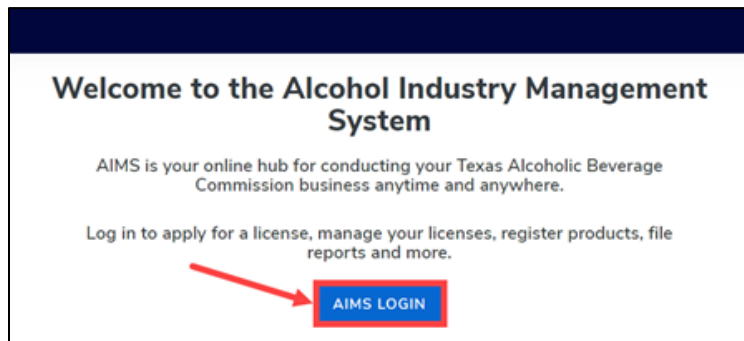 Welcome to the Alcohol Industry Management
System
AIMS is your online hub for conducting your Texas Alcoholic Beverage
Commission business anytime and anywhere.
Log in to apply for a license, manage your licenses, register products, file
reports and more.
AIMS LOGIN